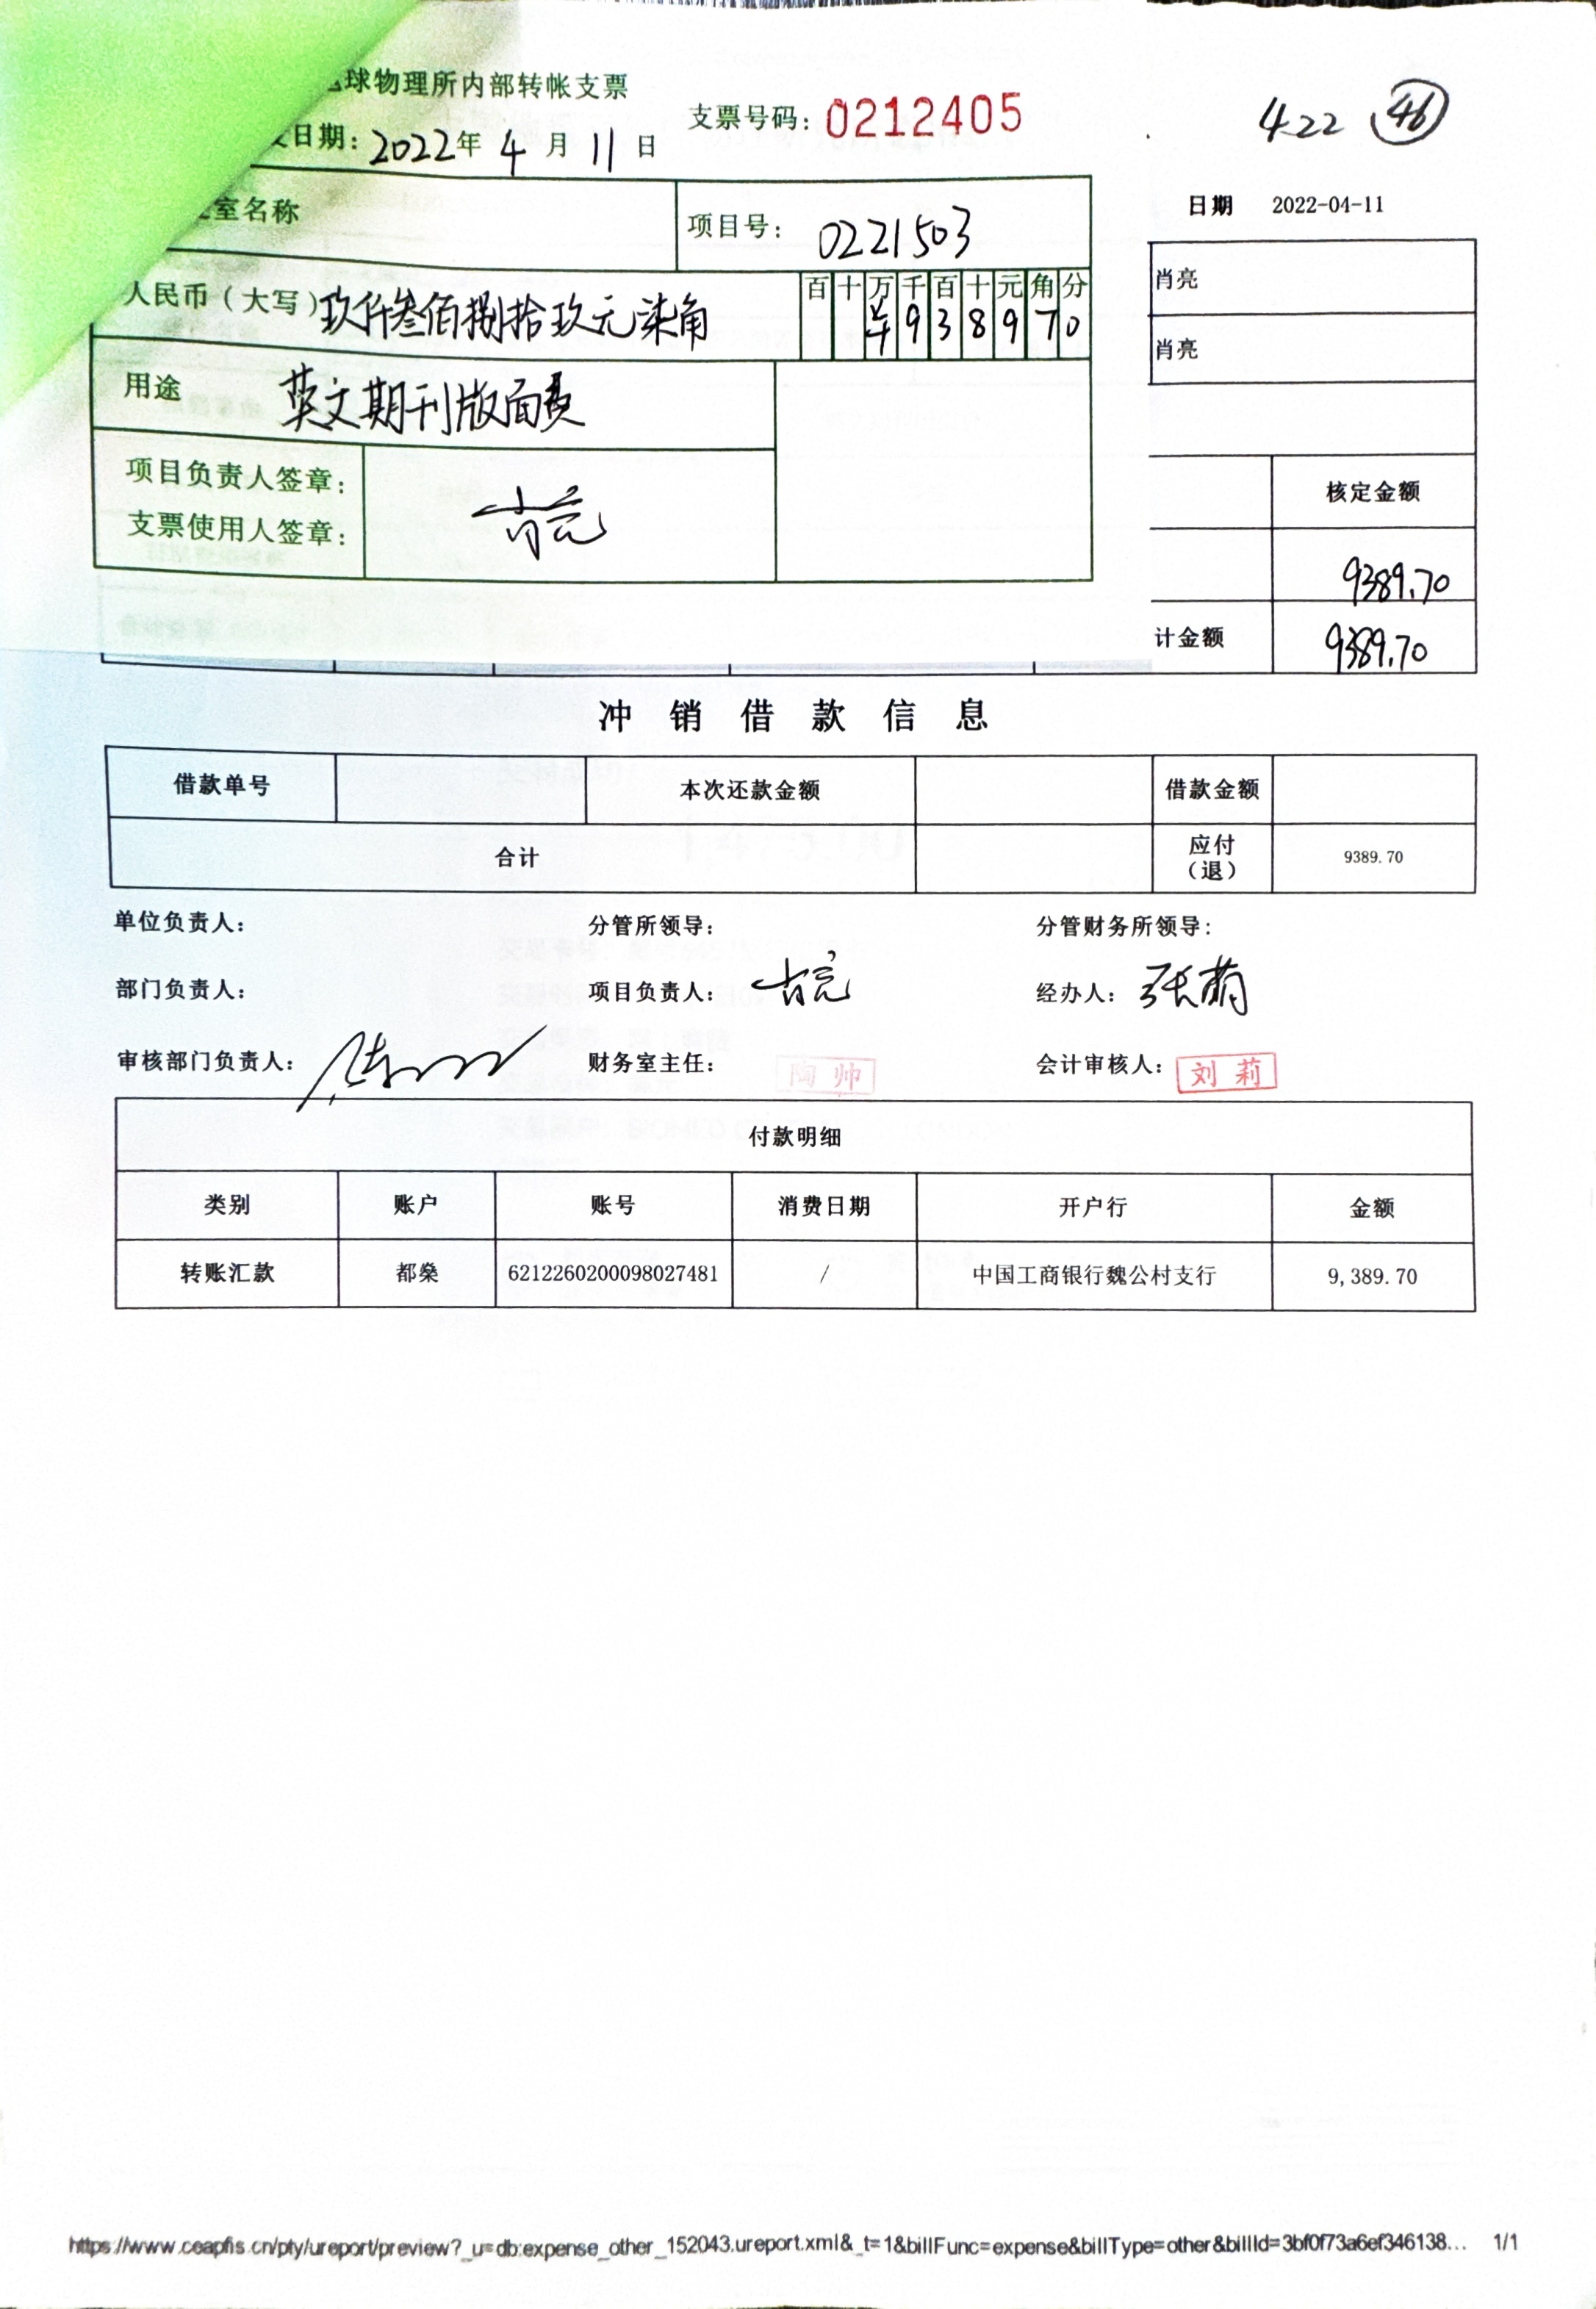 球物理所内部转帐支票
支票号码：0212405
422 46
日期：2022年4月11日
日期 2022-04-11
室名称
项目号：0221503
肖亮
人民币（大写）玖仟叁佰捌拾玖元柒角
百 十 万 千 百 十 元 角 分
¥ 9 3 8 9 7 0
肖亮
用途 英文期刊版面费
项目负责人签章：
支票使用人签章：
肖亮
核定金额
9389.70
计金额 9389.70
冲销借款信息
借款单号 本次还款金额 借款金额
合计 应付（退） 9389.70
单位负责人： 分管所领导： 分管财务所领导：
部门负责人： 项目负责人：肖亮 经办人：张萌
审核部门负责人： 财务室主任：陶帅 会计审核人：刘莉
付款明细
类别 账户 账号 消费日期 开户行 金额
转账汇款 都燊 6212260200098027481 / 中国工商银行魏公村支行 9,389.70
https://www.ceapfis.cn/pty/ureport/preview?_u=db:expense_other_152043.ureport.xml&_t=1&billFunc=expense&billType=other&billId=3bf0f73a6ef346138... 1/1